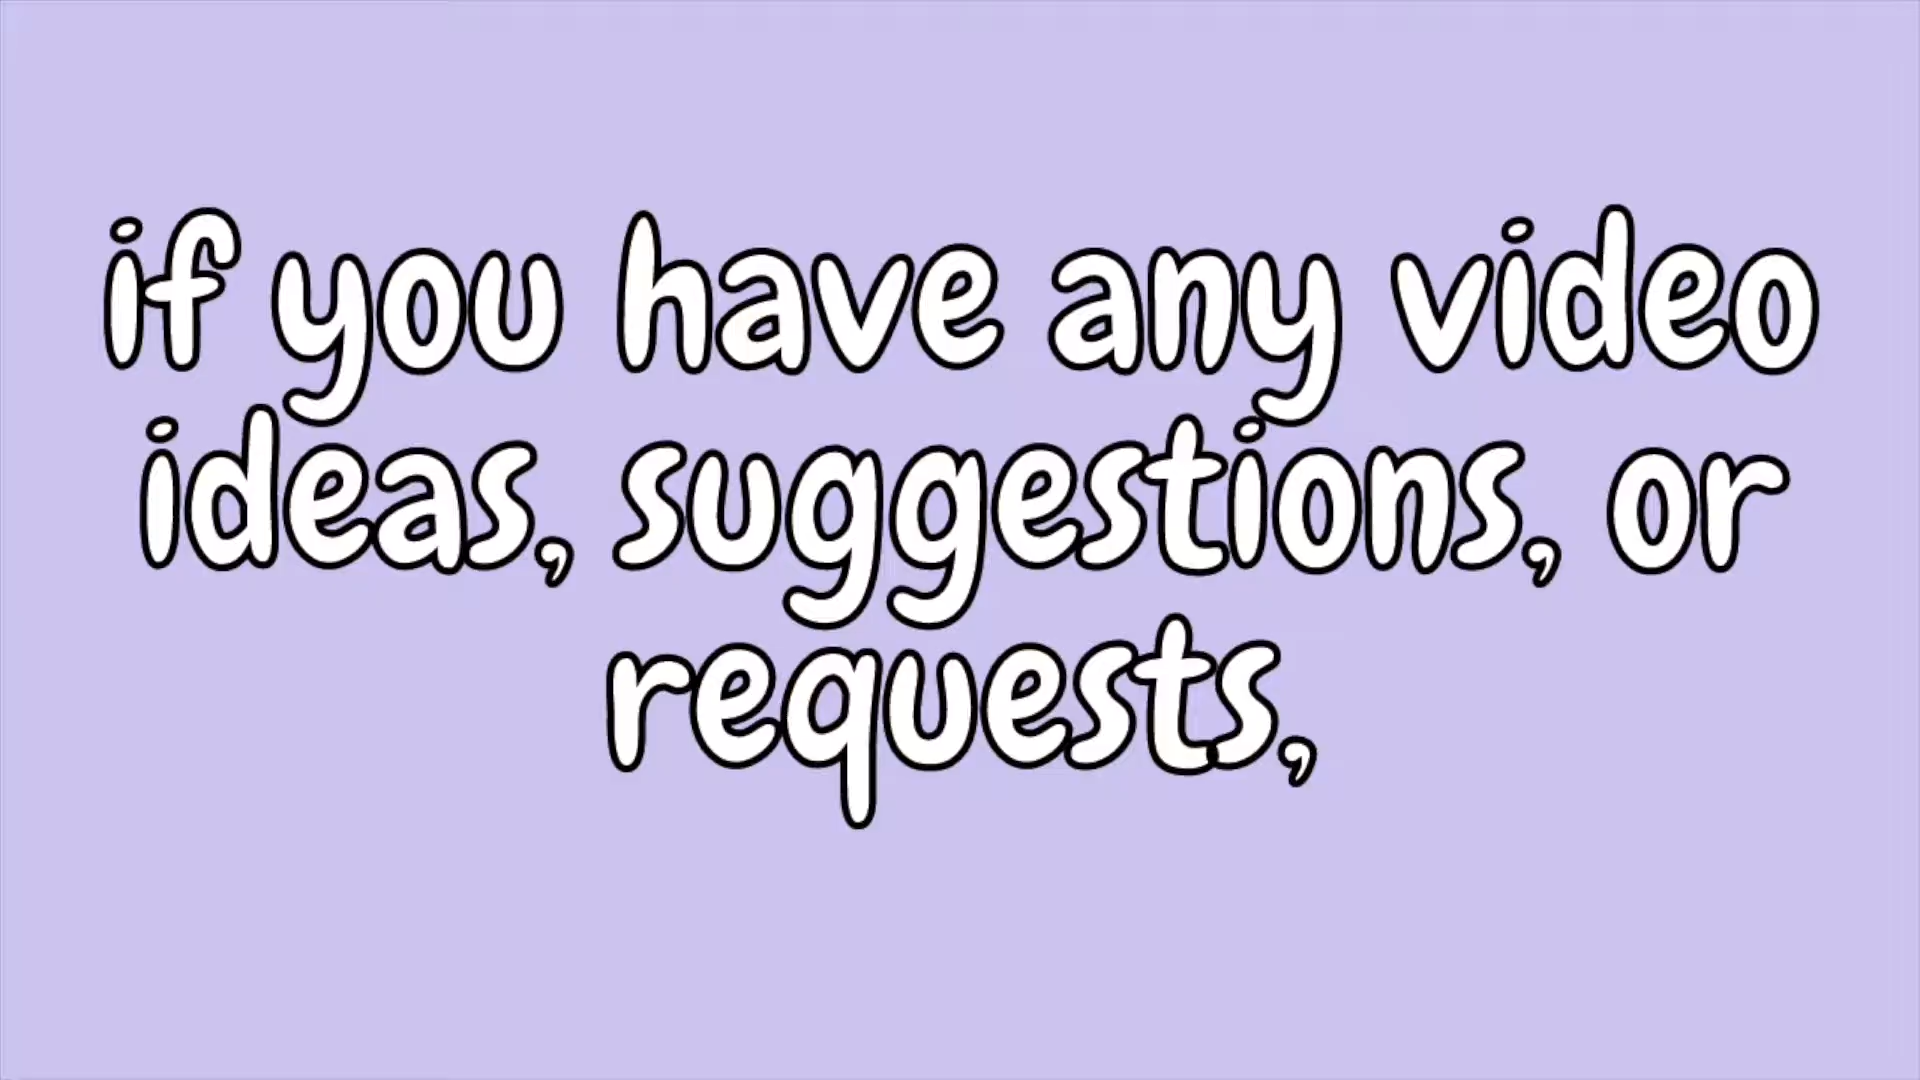 if you have any video
ideas, suggestions, or
requests,